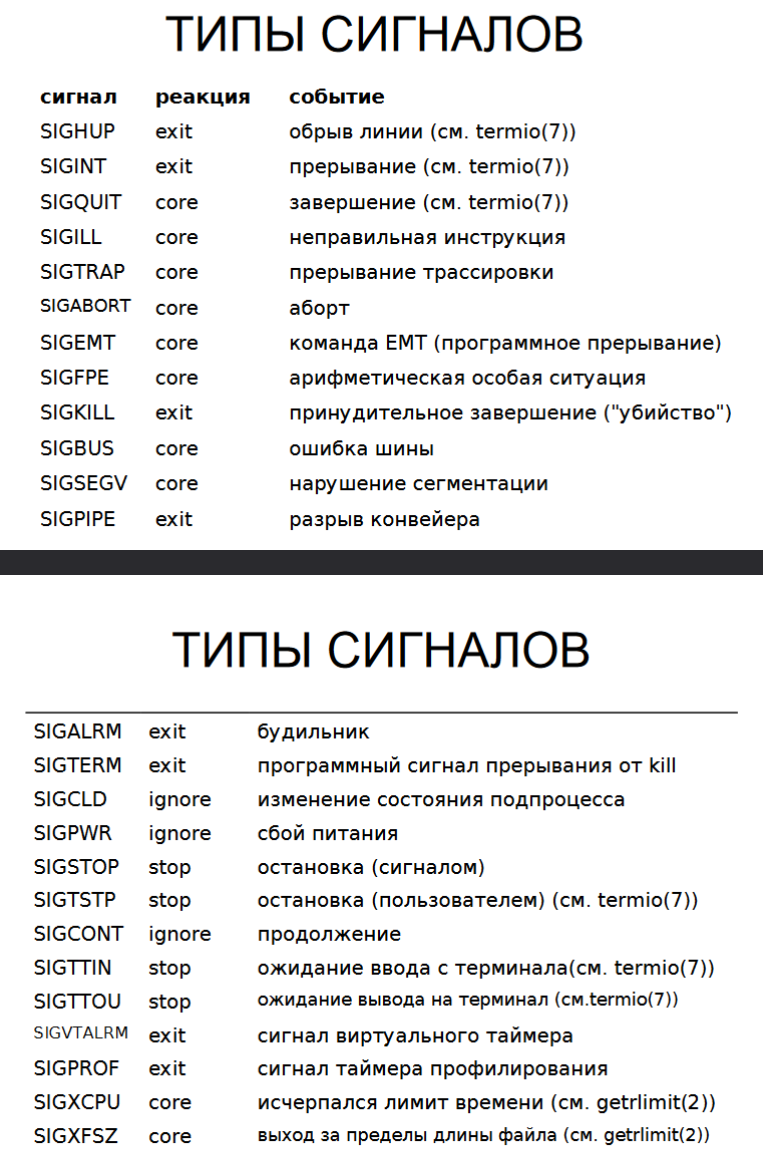 ТИПЫ СИГНАЛОВ
сигнал реакция событие
SIGHUP exit обрыв линии (см. termio(7))
SIGINT exit прерывание (см. termio(7))
SIGQUIT core завершение (см. termio(7))
SIGILL core неправильная инструкция
SIGTRAP core прерывание трассировки
SIGABORT core аборт
SIGEMT core команда EMT (программное прерывание)
SIGFPE core арифметическая особая ситуация
SIGKILL exit принудительное завершение ("убийство")
SIGBUS core ошибка шины
SIGSEGV core нарушение сегментации
SIGPIPE exit разрыв конвейера
ТИПЫ СИГНАЛОВ
SIGALRM exit будильник
SIGTERM exit программный сигнал прерывания от kill
SIGCLD ignore изменение состояния подпроцесса
SIGPWR ignore сбой питания
SIGSTOP stop остановка (сигналом)
SIGTSTP stop остановка (пользователем) (см. termio(7))
SIGCONT ignore продолжение
SIGTTIN stop ожидание ввода с терминала(см. termio(7))
SIGTTOU stop ожидание вывода на терминал (см.termio(7))
SIGVTALRM exit сигнал виртуального таймера
SIGPROF exit сигнал таймера профилирования
SIGXCPU core исчерпался лимит времени (см. getrlimit(2))
SIGXFSZ core выход за пределы длины файла (см. getrlimit(2))